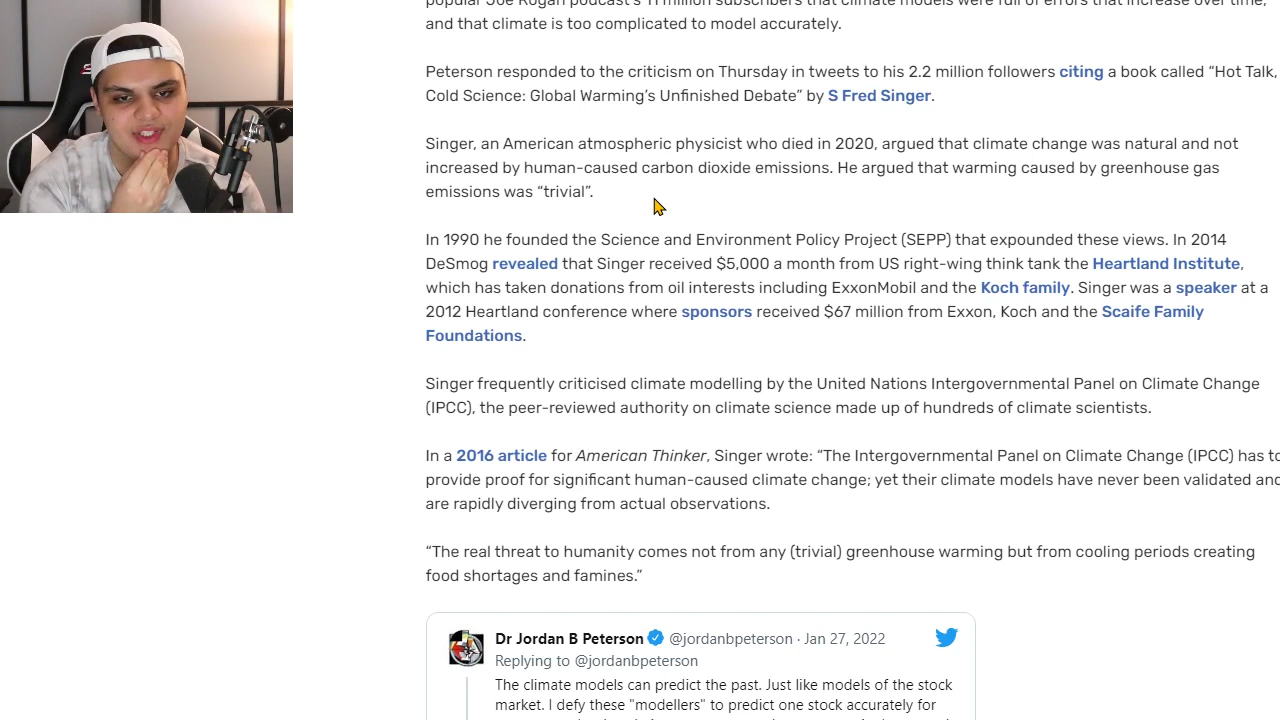 popular Joe Rogan podcast's 11 million subscribers that climate models were full of errors that increase over time,
and that climate is too complicated to model accurately.
Peterson responded to the criticism on Thursday in tweets to his 2.2 million followers citing a book called “Hot Talk,
Cold Science: Global Warming’s Unfinished Debate” by S Fred Singer.
Singer, an American atmospheric physicist who died in 2020, argued that climate change was natural and not
increased by human-caused carbon dioxide emissions. He argued that warming caused by greenhouse gas
emissions was “trivial”.
In 1990 he founded the Science and Environment Policy Project (SEPP) that expounded these views. In 2014
DeSmog revealed that Singer received $5,000 a month from US right-wing think tank the Heartland Institute,
which has taken donations from oil interests including ExxonMobil and the Koch family. Singer was a speaker at a
2012 Heartland conference where sponsors received $67 million from Exxon, Koch and the Scaife Family
Foundations.
Singer frequently criticised climate modelling by the United Nations Intergovernmental Panel on Climate Change
(IPCC), the peer-reviewed authority on climate science made up of hundreds of climate scientists.
In a 2016 article for American Thinker, Singer wrote: “The Intergovernmental Panel on Climate Change (IPCC) has to
provide proof for significant human-caused climate change; yet their climate models have never been validated and
are rapidly diverging from actual observations.
“The real threat to humanity comes not from any (trivial) greenhouse warming but from cooling periods creating
food shortages and famines.”
Dr Jordan B Peterson @jordanbpeterson · Jan 27, 2022
Replying to @jordanbpeterson
The climate models can predict the past. Just like models of the stock
market. I defy these "modellers" to predict one stock accurately for